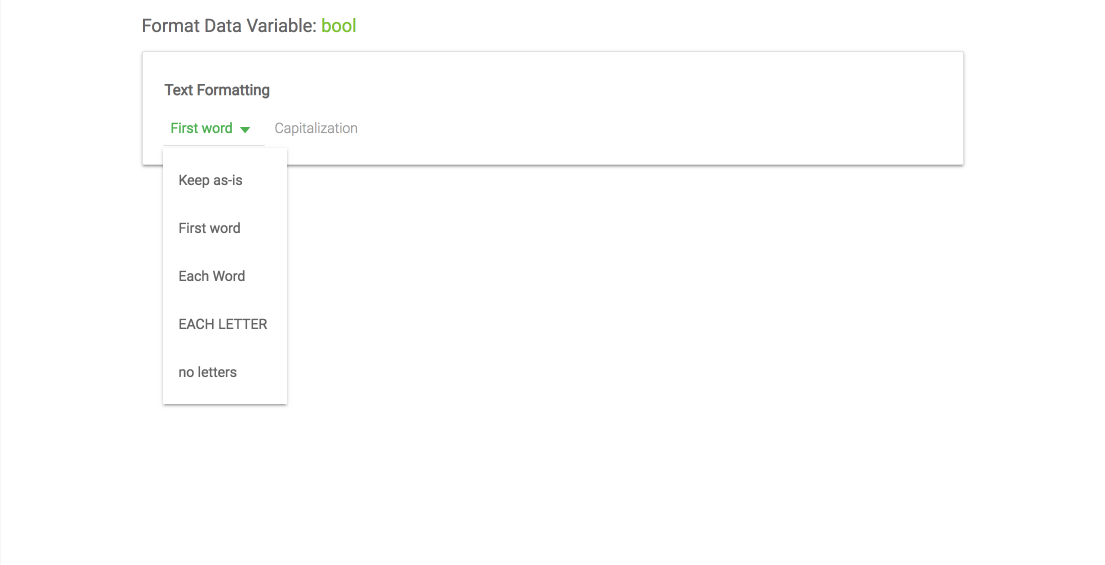 Format Data Variable: bool
Text Formatting
First word Capitalization
Keep as-is
First word
Each Word
EACH LETTER
no letters